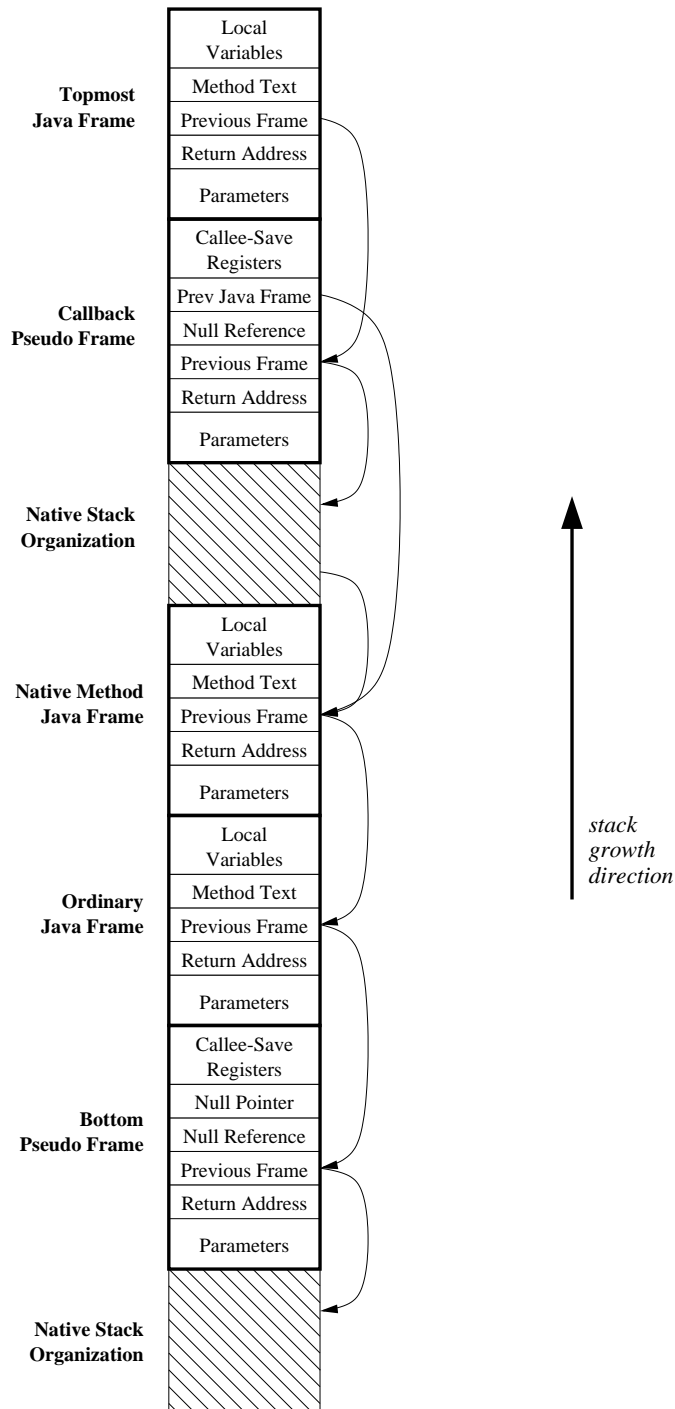 Topmost
Java Frame
Local
Variables
Method Text
Previous Frame
Return Address
Parameters
Callback
Pseudo Frame
Callee-Save
Registers
Prev Java Frame
Null Reference
Previous Frame
Return Address
Parameters
Native Stack
Organization
Native Method
Java Frame
Local
Variables
Method Text
Previous Frame
Return Address
Parameters
Ordinary
Java Frame
Local
Variables
Method Text
Previous Frame
Return Address
Parameters
Bottom
Pseudo Frame
Callee-Save
Registers
Null Pointer
Null Reference
Previous Frame
Return Address
Parameters
Native Stack
Organization
stack
growth
direction